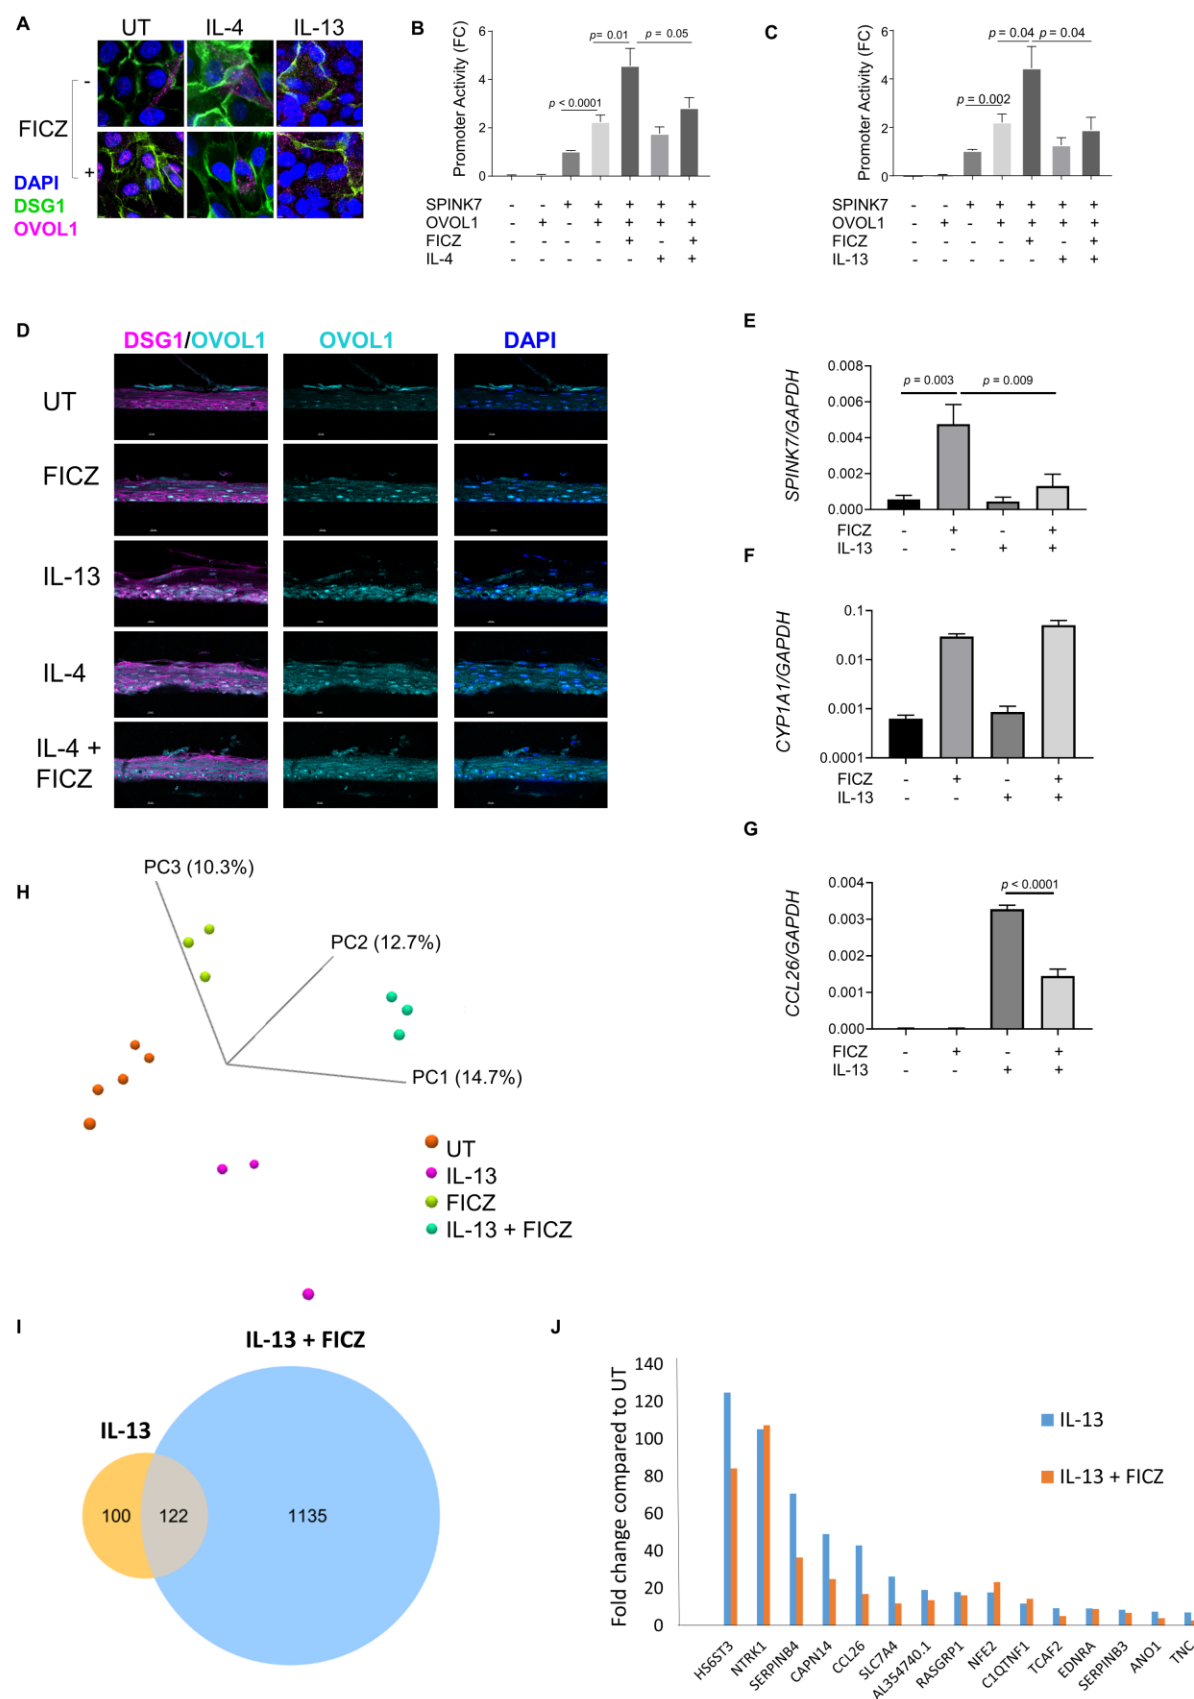 A
UT IL-4 IL-13
-
FICZ
+
DAPI
DSG1
OVOL1
B
Promoter Activity (FC)
6
4
2
0
p= 0.01
p = 0.05
p < 0.0001
SPINK7 - - + + + + +
OVOL1 - + - + + + +
FICZ - - - - + - +
IL-4 - - - - - + +
C
Promoter Activity (FC)
6
4
2
0
p = 0.04
p = 0.04
p = 0.002
SPINK7 - - + + + + +
OVOL1 - + - + + + +
FICZ - - - - + - +
IL-13 - - - - - + +
D
DSG1/OVOL1 OVOL1 DAPI
UT
FICZ
IL-13
IL-4
IL-4 +
FICZ
E
SPINK7/GAPDH
0.008
0.006
0.004
0.002
0.000
p = 0.003
p = 0.009
FICZ - + - +
IL-13 - - + +
F
CYP1A1/GAPDH
0.1
0.01
0.001
0.0001
FICZ - + - +
IL-13 - - + +
G
CCL26/GAPDH
0.004
0.003
0.002
0.001
0.000
p < 0.0001
FICZ - + - +
IL-13 - - + +
H
PC3 (10.3%)
PC2 (12.7%)
PC1 (14.7%)
UT
IL-13
FICZ
IL-13 + FICZ
I
IL-13 + FICZ
IL-13
100
122
1135
J
Fold change compared to UT
140
120
100
80
60
40
20
0
IL-13
IL-13 + FICZ
HS6ST3
NTRK1
SERPINB4
CAPN14
CCL26
SLC7A4
AL354740.1
RASGRP1
NFE2
C1QTNF1
TCAF2
EDNRA
SERPINB3
ANO1
TNC